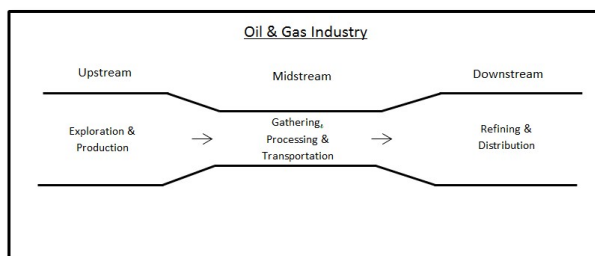 Oil & Gas Industry
Upstream
Midstream
Downstream
Exploration &
Production
Gathering,
Processing &
Transportation
Refining &
Distribution